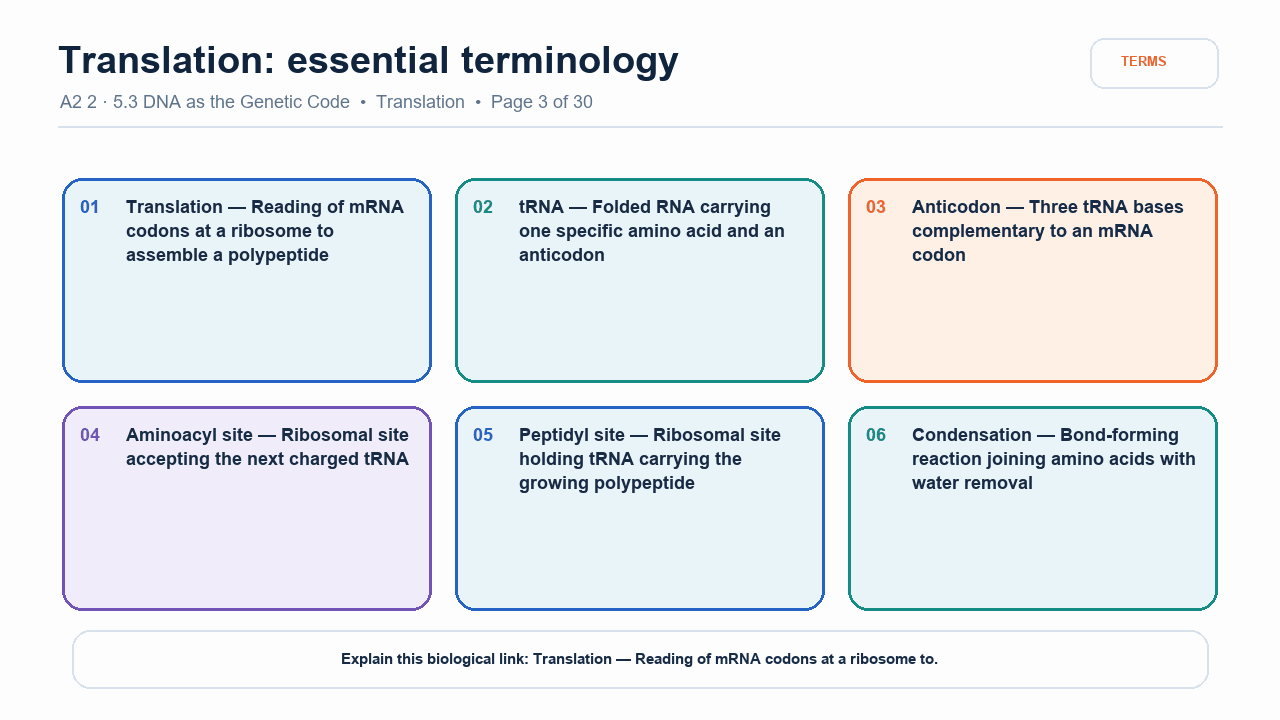 Translation: essential terminology
TERMS
A2 2 · 5.3 DNA as the Genetic Code • Translation • Page 3 of 30
01 Translation — Reading of mRNA
codons at a ribosome to
assemble a polypeptide
02 tRNA — Folded RNA carrying
one specific amino acid and an
anticodon
03 Anticodon — Three tRNA bases
complementary to an mRNA
codon
04 Aminoacyl site — Ribosomal site
accepting the next charged tRNA
05 Peptidyl site — Ribosomal site
holding tRNA carrying the
growing polypeptide
06 Condensation — Bond-forming
reaction joining amino acids with
water removal
Explain this biological link: Translation — Reading of mRNA codons at a ribosome to.